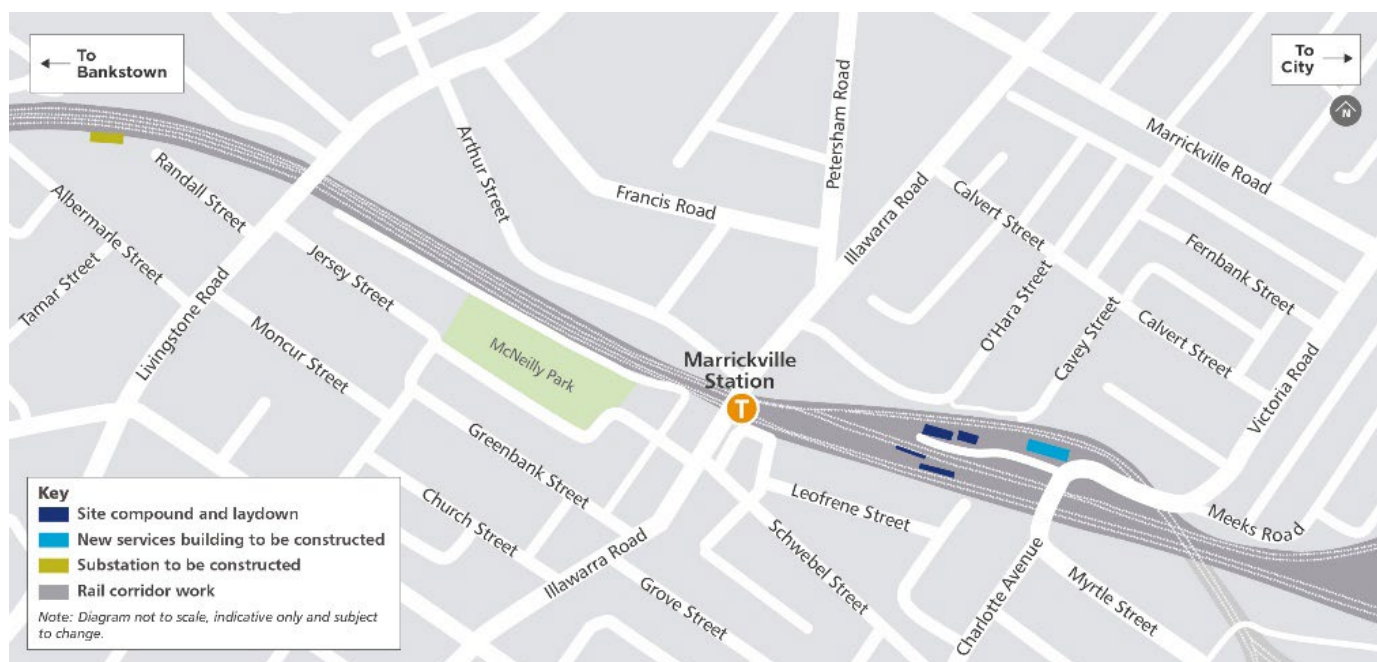 To
Bankstown
To
City
N
Marrickville Road
Petersham Road
Arthur Street
Randall Street
Francis Road
Illawarra Road
Calvert Street
Albermarle Street
Fernbank Street
Tamar Street
Jersey Street
O'Hara Street
Livingstone Road
Moncur Street
Cavey Street
Calvert Street
McNeilly Park
Marrickville
Station
T
Victoria Road
Greenbank Street
Church Street
Leofrene Street
Meeks Road
Schwebel Street
Illawarra Road
Grove Street
Charlotte Avenue
Myrtle Street
Key
Site compound and laydown
New services building to be constructed
Substation to be constructed
Rail corridor work
Note: Diagram not to scale, indicative only and subject
to change.